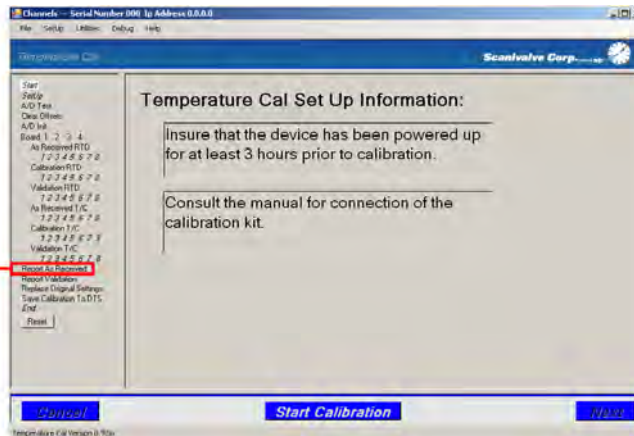 Channels -- Serial Number 000 Ip Address 0.0.0.0
File Setup Utilities Debug Help
Temperature Cal
Scanivalve Corp.
Start
Setup
A/D Test
Clear Offsets
A/D Init
Board 1 2 3 4
As Received RTD
1 2 3 4 5 6 7 8
Calibration RTD
1 2 3 4 5 6 7 8
Validation RTD
1 2 3 4 5 6 7 8
As Received T/C
1 2 3 4 5 6 7 8
Calibration T/C
1 2 3 4 5 6 7 8
Validation T/C
1 2 3 4 5 6 7 8
Report As Received
Report Validation
Replace Original Settings
Save Calibration To DTS
End
Reset
Temperature Cal Set Up Information:
Insure that the device has been powered up
for at least 3 hours prior to calibration.
Consult the manual for connection of the
calibration kit.
Cancel
Start Calibration
Next
Temperature Cal Version